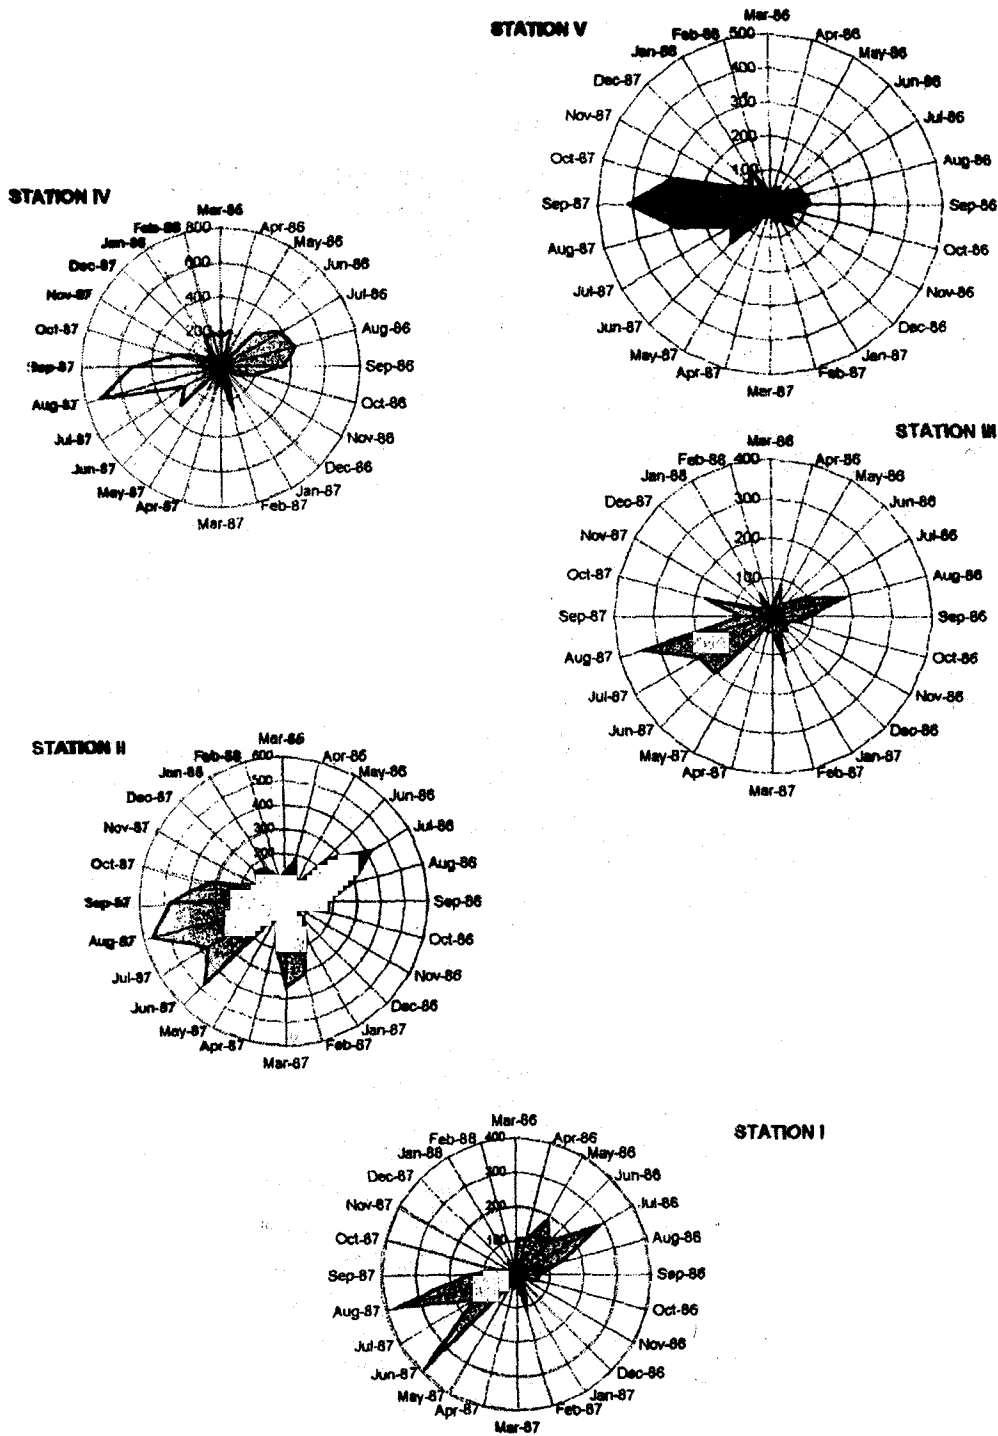 STATION V
Mar-86
500
Apr-86
May-86
Jun-86
Jul-86
Aug-86
Sep-86
Oct-86
Nov-86
Dec-86
Jan-87
Feb-87
Mar-87
Apr-87
May-87
Jun-87
Jul-87
Aug-87
Sep-87
Oct-87
Nov-87
Dec-87
Jan-88
Feb-88
400
300
200
100
STATION IV
Mar-86
800
Apr-86
May-86
Jun-86
Jul-86
Aug-86
Sep-86
Oct-86
Nov-86
Dec-86
Jan-87
Feb-87
Mar-87
Apr-87
May-87
Jun-87
Jul-87
Aug-87
Sep-87
Oct-87
Nov-87
Dec-87
Jan-88
Feb-88
600
400
200
STATION III
Mar-86
400
Apr-86
May-86
Jun-86
Jul-86
Aug-86
Sep-86
Oct-86
Nov-86
Dec-86
Jan-87
Feb-87
Mar-87
Apr-87
May-87
Jun-87
Jul-87
Aug-87
Sep-87
Oct-87
Nov-87
Dec-87
Jan-88
Feb-88
300
200
100
STATION II
Mar-86
600
Apr-86
May-86
Jun-86
Jul-86
Aug-86
Sep-86
Oct-86
Nov-86
Dec-86
Jan-87
Feb-87
Mar-87
Apr-87
May-87
Jun-87
Jul-87
Aug-87
Sep-87
Oct-87
Nov-87
Dec-87
Jan-88
Feb-88
500
400
300
200
STATION I
Mar-86
400
Apr-86
May-86
Jun-86
Jul-86
Aug-86
Sep-86
Oct-86
Nov-86
Dec-86
Jan-87
Feb-87
Mar-87
Apr-87
May-87
Jun-87
Jul-87
Aug-87
Sep-87
Oct-87
Nov-87
Dec-87
Jan-88
Feb-88
300
200
100